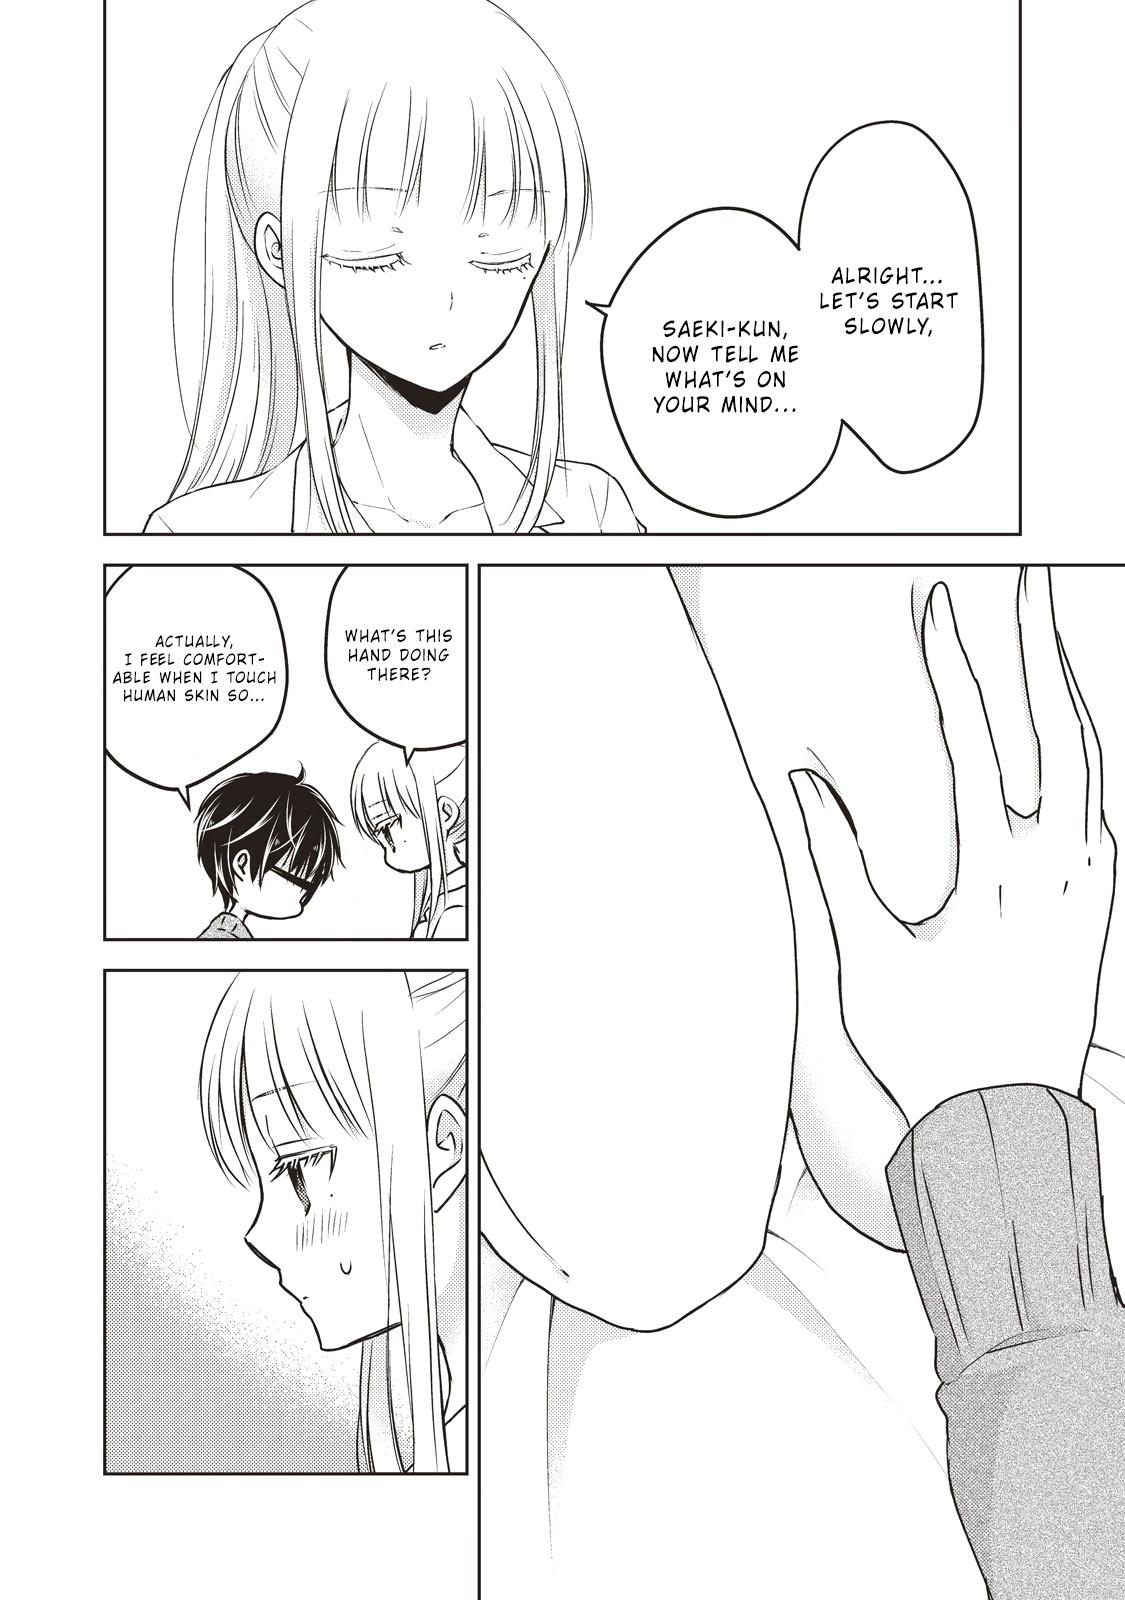 ALRIGHT...
LET'S START
SLOWLY,
SAEKI-KUN,
NOW TELL ME
WHAT'S ON
YOUR MIND...
WHAT'S THIS
HAND DOING
THERE?
ACTUALLY,
I FEEL COMFORT-
ABLE WHEN I TOUCH
HUMAN SKIN SO...